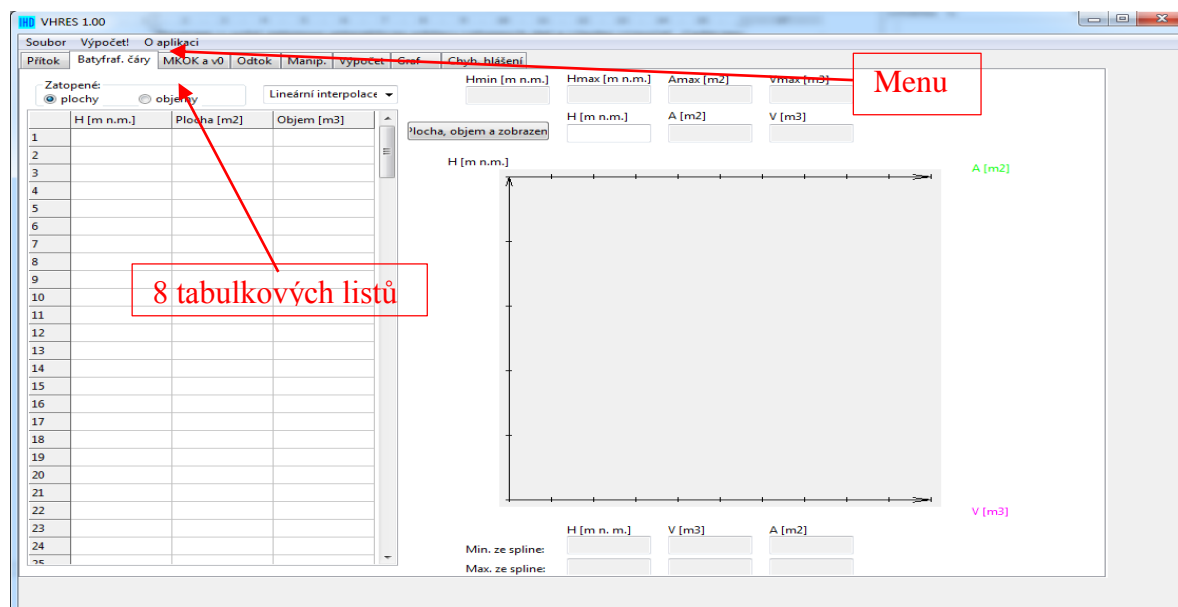 VHRES 1.00
Soubor Výpočet! O aplikaci
Přítok Batyfraf. čáry MKOK a v0 Odtok Manip. Výpočet Graf Chyb. hlášení
Menu
Zatopené:
plochy objemy
Lineární interpolace
Hmin [m n.m.] Hmax [m n.m.] Amax [m2] Vmax [m3]
H [m n.m.] Plocha [m2] Objem [m3]
Plocha, objem a zobrazen
H [m n.m.] A [m2] V [m3]
H [m n.m.]
A [m2]
1
2
3
4
5
6
7
8
9
10
11
12
13
14
15
16
17
18
19
20
21
22
23
24
25
8 tabulkových listů
V [m3]
H [m n. m.] V [m3] A [m2]
Min. ze spline:
Max. ze spline: